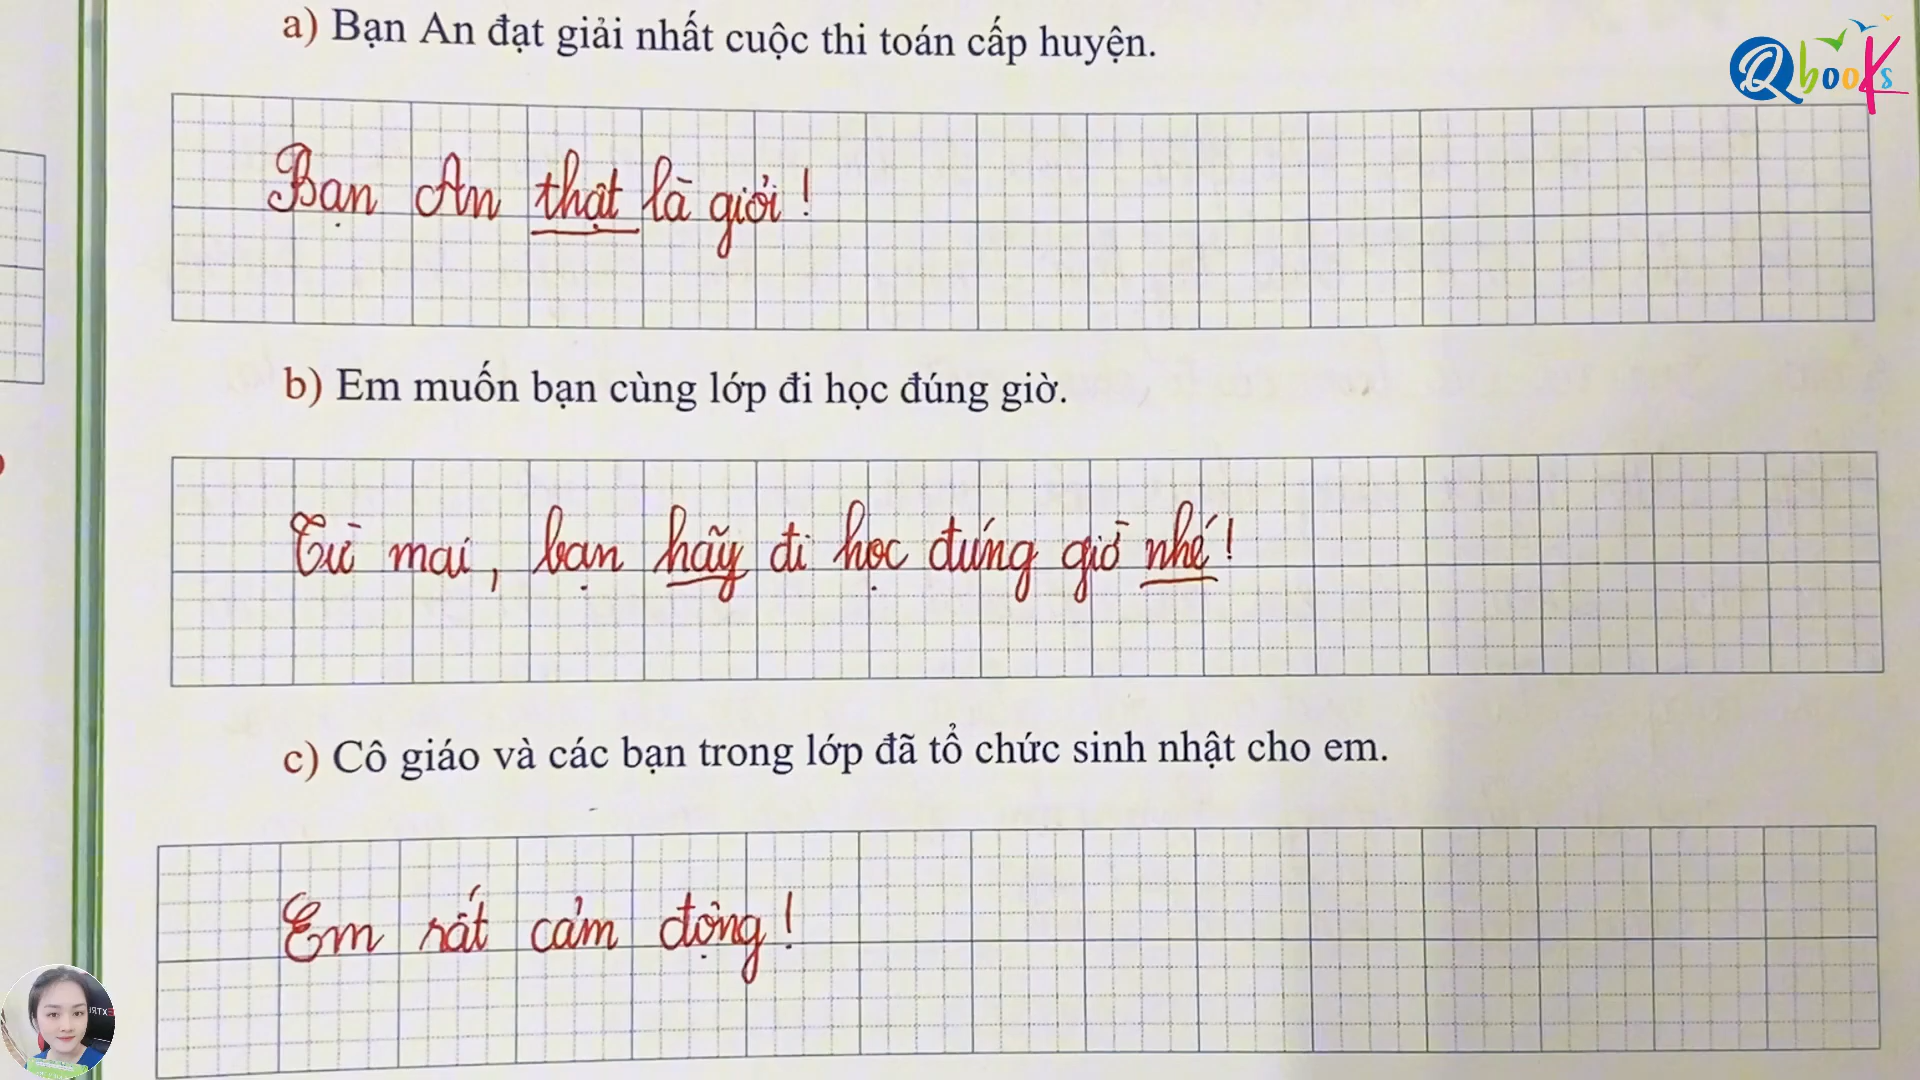 Qbooks
a) Bạn An đạt giải nhất cuộc thi toán cấp huyện.
Bạn An thật là giỏi!
b) Em muốn bạn cùng lớp đi học đúng giờ.
Từ mai, bạn hãy đi học đúng giờ nhé!
c) Cô giáo và các bạn trong lớp đã tổ chức sinh nhật cho em.
Em rất cảm động!